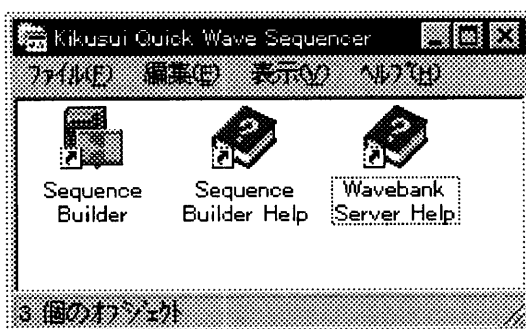 Kikusui Quick Wave Sequencer
ファイル(F) 編集(E) 表示(V) ヘルプ(H)
Sequence Builder
Sequence Builder Help
Wavebank Server Help
3 個のオブジェクト